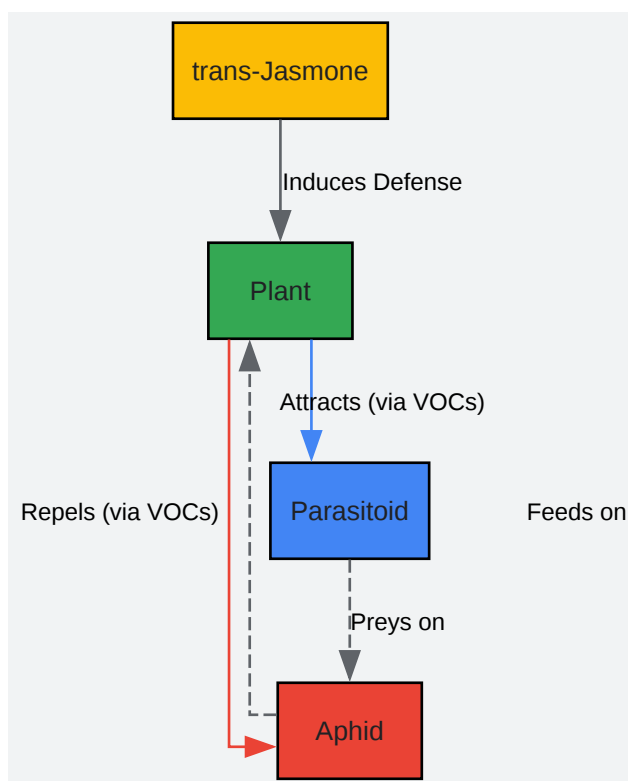 trans-Jasmone
Induces Defense
Plant
Attracts (via VOCs)
Repels (via VOCs)
Parasitoid
Feeds on
Preys on
Aphid